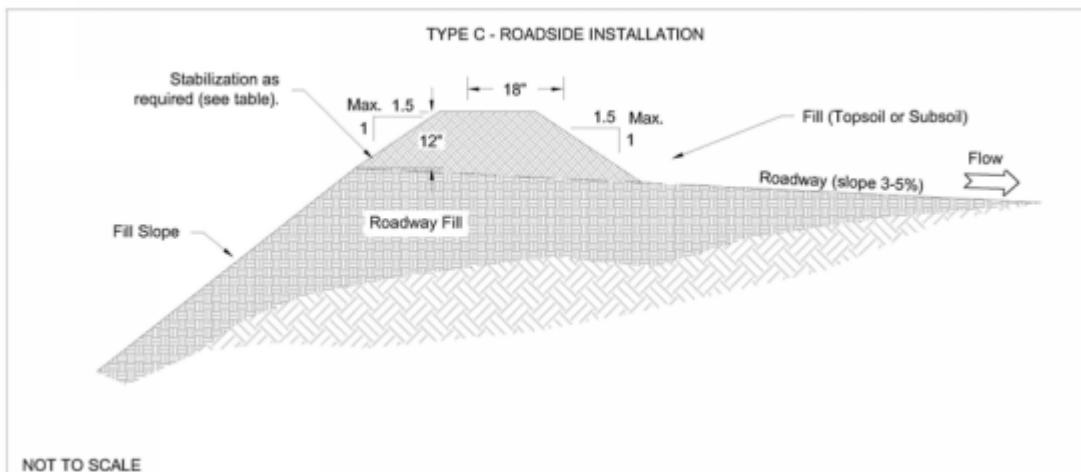 TYPE C - ROADSIDE INSTALLATION
Stabilization as
required (see table).
Max. 1.5
1
18"
12"
1.5 Max.
1
Fill (Topsoil or Subsoil)
Flow
Roadway (slope 3-5%)
Roadway Fill
Fill Slope
NOT TO SCALE